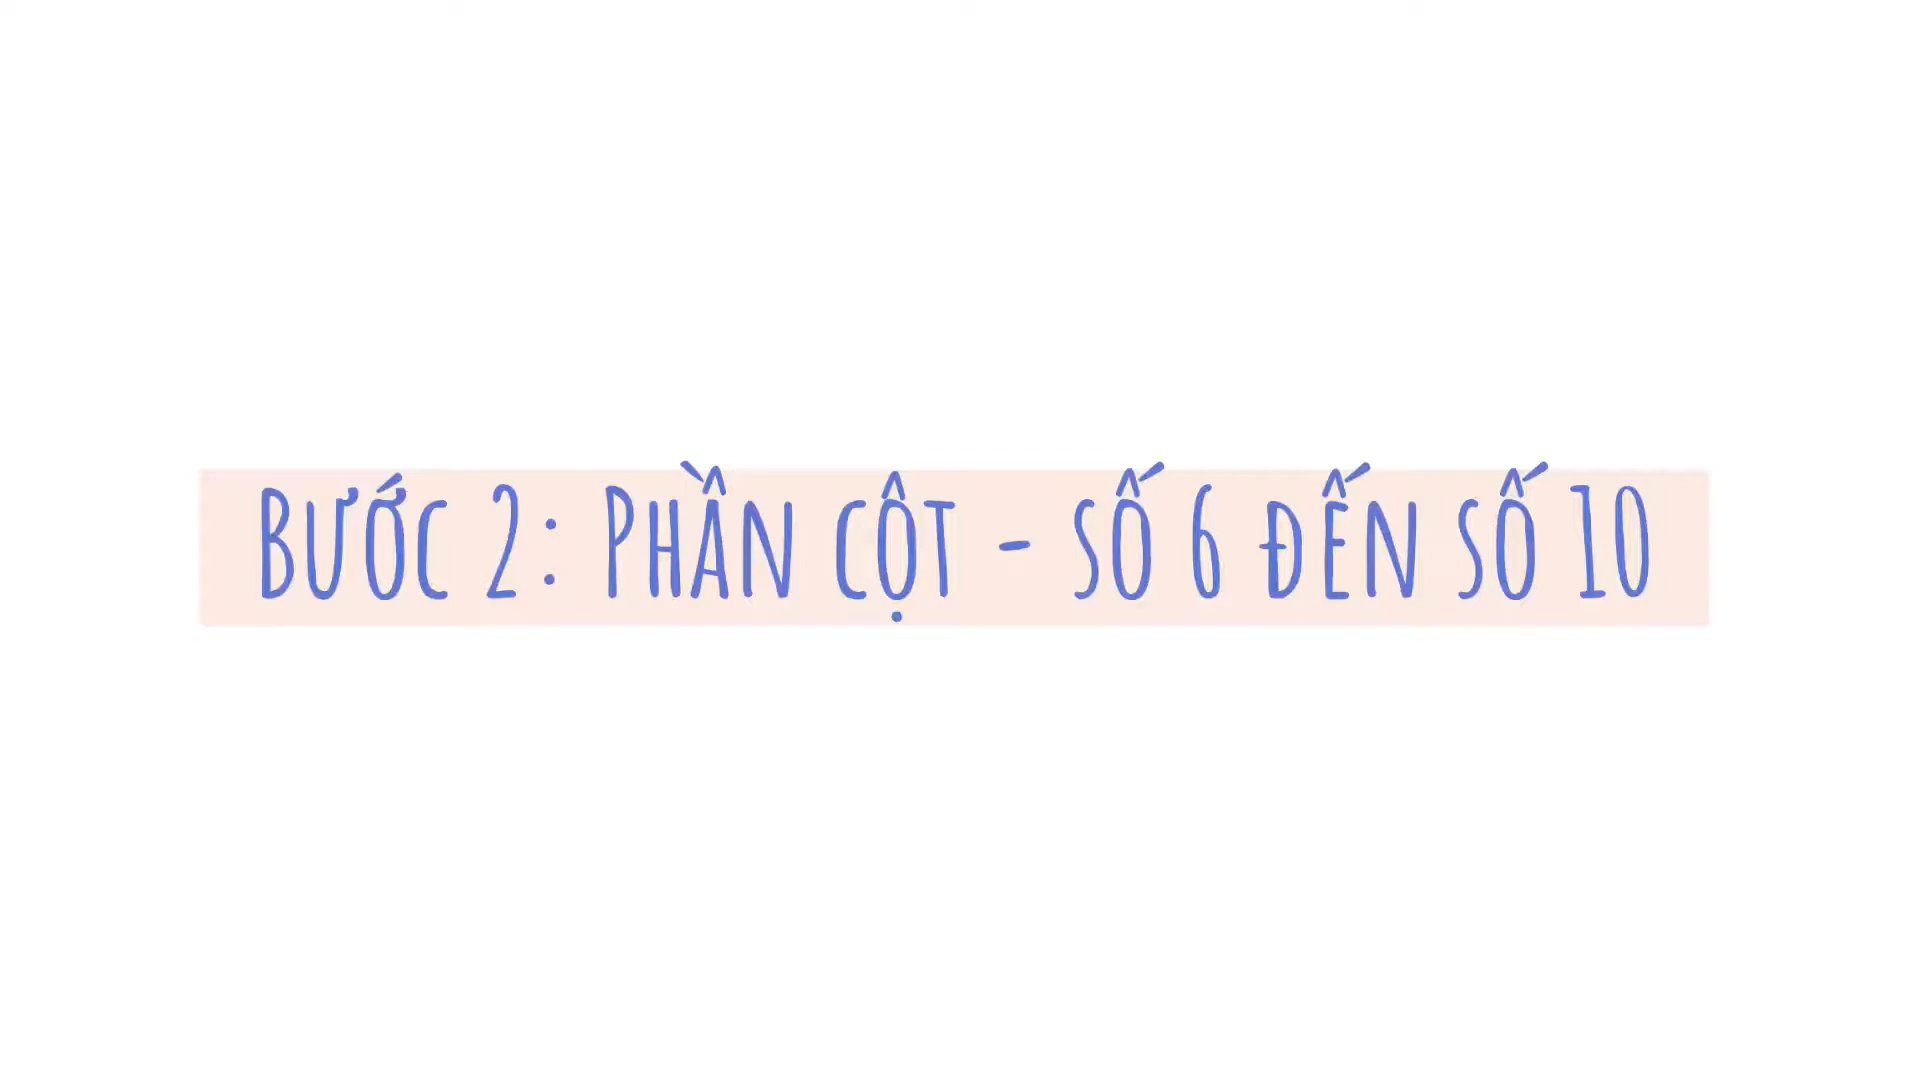 Bước 2: Phần cột - số 6 đến số 10